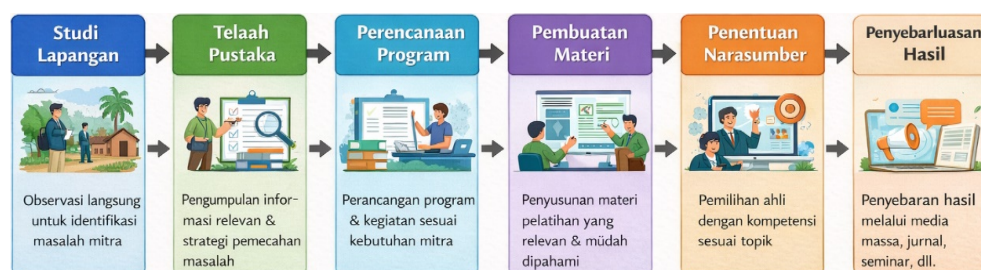 Studi
Lapangan
Telaah
Pustaka
Perencanaan
Program
Pembuatan
Materi
Penentuan
Narasumber
Penyebarluasan
Hasil
Observasi langsung
untuk identifikasi
masalah mitra
Pengumpulan infor-
masi relevan &
strategi pemecahan
masalah
Perancangan program
& kegiatan sesuai
kebutuhan mitra
Penyusunan materi
pelatihan yang
relevan & müdah
dipahami
Pemilihan ahli
dengan kompetensi
sesuai topik
Penyebaran hasil
melalui media
massa, jurnal,
seminar, dll.